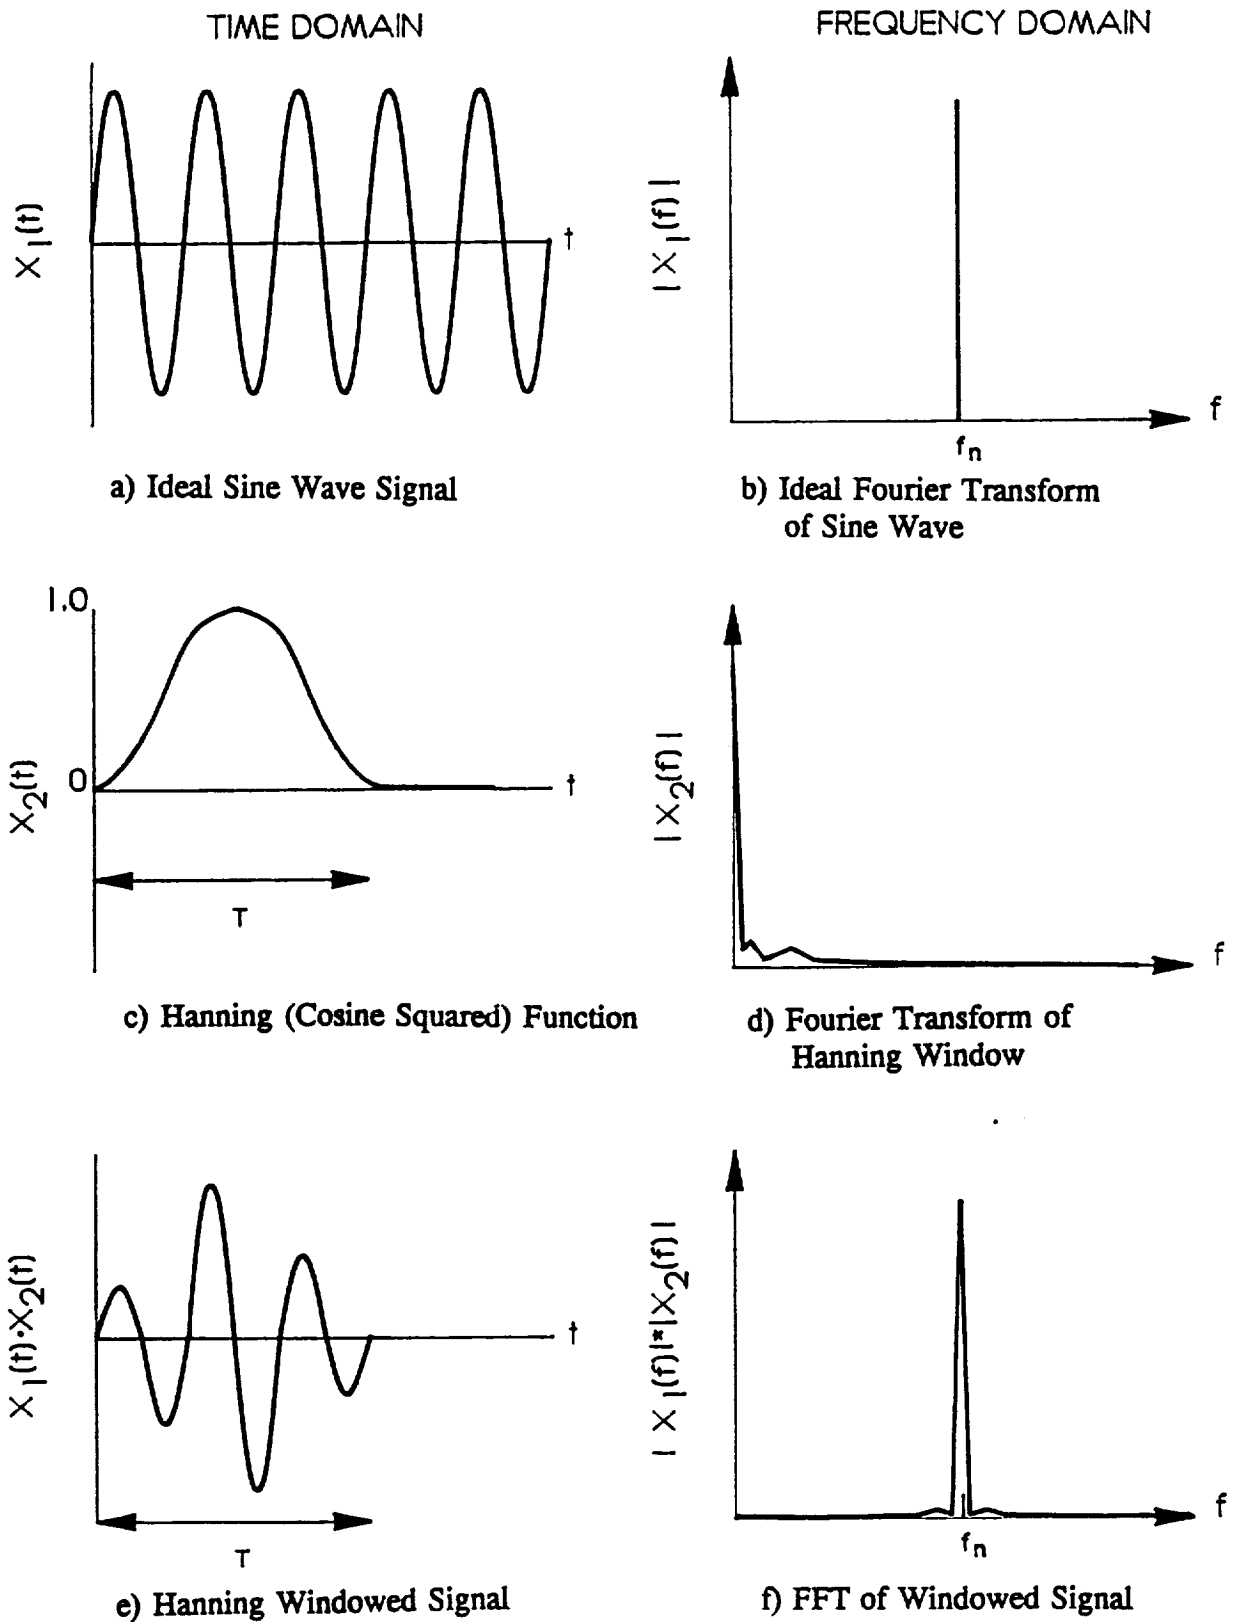 TIME DOMAIN
FREQUENCY DOMAIN
X1(t)
t
a) Ideal Sine Wave Signal
|X1(f)|
f
fn
b) Ideal Fourier Transform
of Sine Wave
1.0
0
X2(t)
t
T
c) Hanning (Cosine Squared) Function
|X2(f)|
f
d) Fourier Transform of
Hanning Window
X1(t)·X2(t)
t
T
e) Hanning Windowed Signal
|X1(f)|*|X2(f)|
f
fn
f) FFT of Windowed Signal